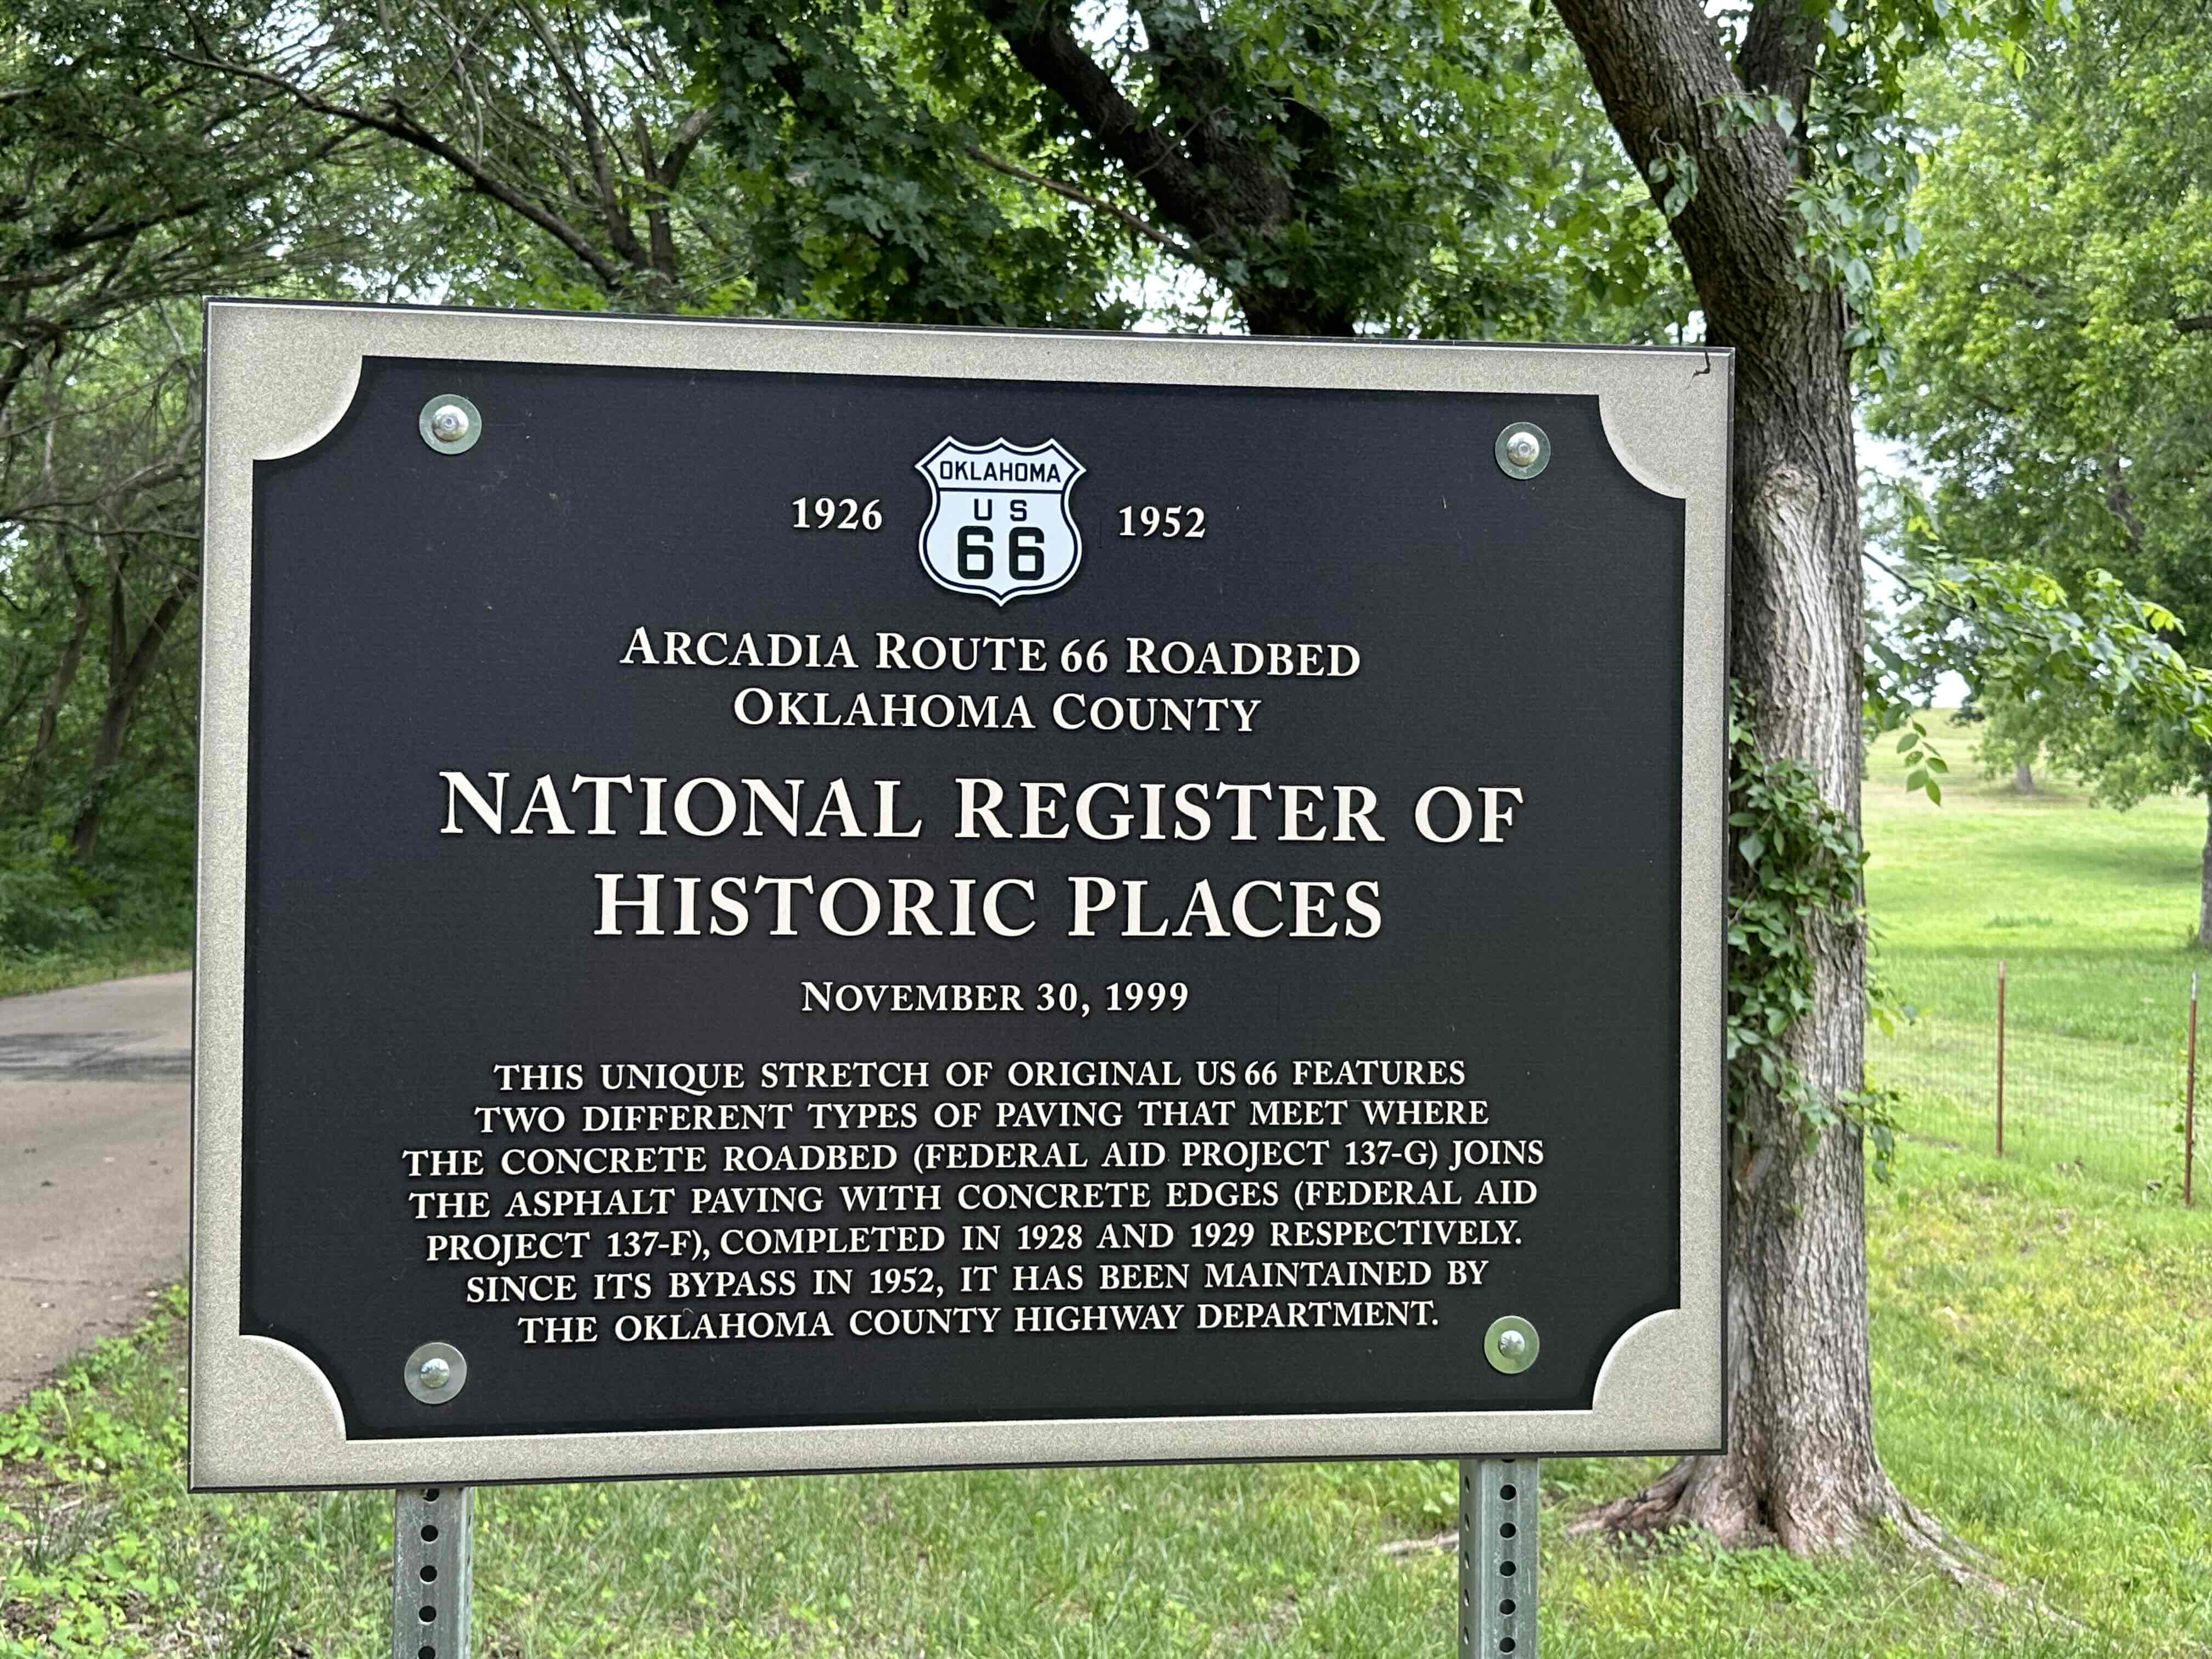 1926 OKLAHOMA 1952
US
66
ARCADIA ROUTE 66 ROADBED
OKLAHOMA COUNTY
NATIONAL REGISTER OF
HISTORIC PLACES
NOVEMBER 30, 1999
THIS UNIQUE STRETCH OF ORIGINAL US 66 FEATURES
TWO DIFFERENT TYPES OF PAVING THAT MEET WHERE
THE CONCRETE ROADBED (FEDERAL AID PROJECT 137-G) JOINS
THE ASPHALT PAVING WITH CONCRETE EDGES (FEDERAL AID
PROJECT 137-F), COMPLETED IN 1928 AND 1929 RESPECTIVELY.
SINCE ITS BYPASS IN 1952, IT HAS BEEN MAINTAINED BY
THE OKLAHOMA COUNTY HIGHWAY DEPARTMENT.